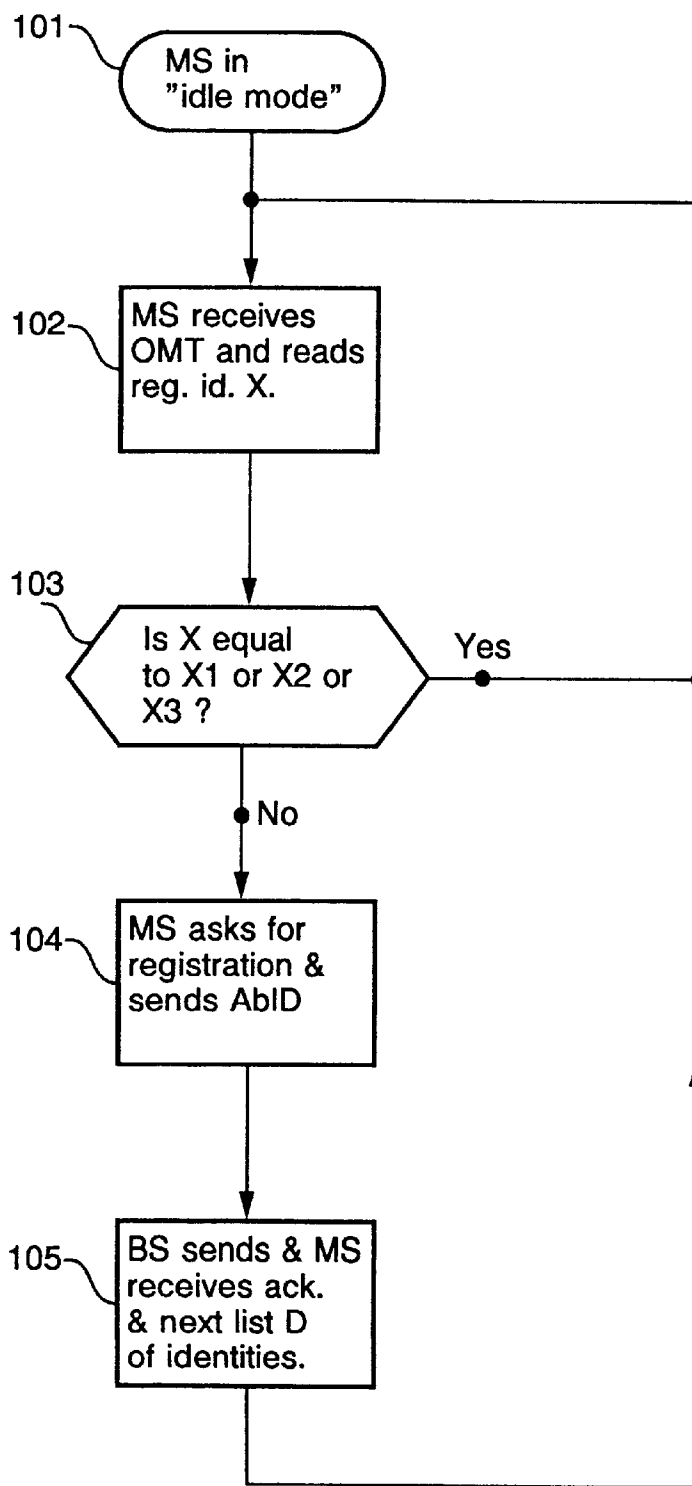 101
MS in
"idle mode"
102
MS receives
OMT and reads
reg. id. X.
103
Is X equal
to X1 or X2 or
X3 ?
Yes
No
104
MS asks for
registration &
sends AbID
105
BS sends & MS
receives ack.
& next list D
of identities.